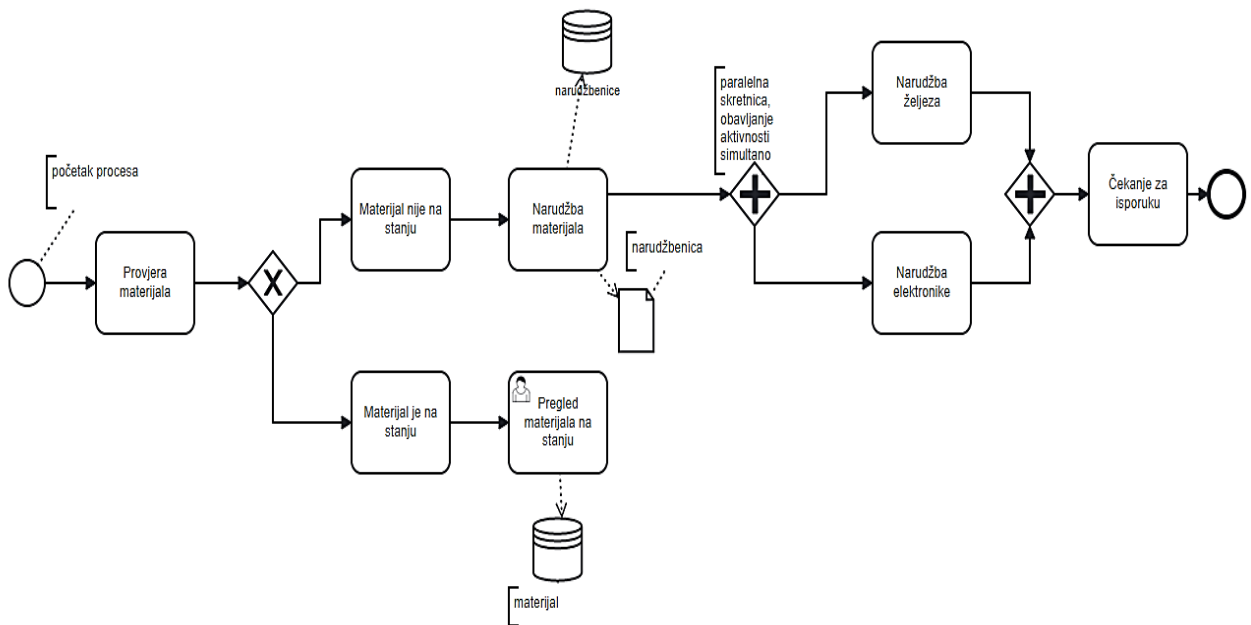 narudžbenice
paralelna
skretnica,
obavljanje
aktivnosti
simultano
Narudžba
željeza
početak procesa
Materijal nije na
stanju
Narudžba
materijala
Čekanje za
isporuku
Provjera
materijala
narudžbenica
Narudžba
elektronike
Materijal je na
stanju
Pregled
materijala na
stanju
materijal